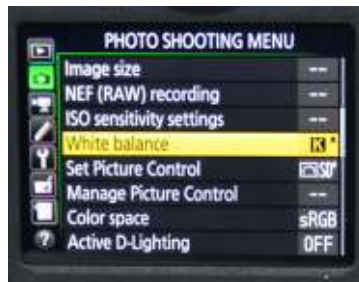 PHOTO SHOOTING MENU
Image size --
NEF (RAW) recording --
ISO sensitivity settings --
White balance K*
Set Picture Control SD*
Manage Picture Control --
Color space sRGB
Active D-Lighting OFF
?